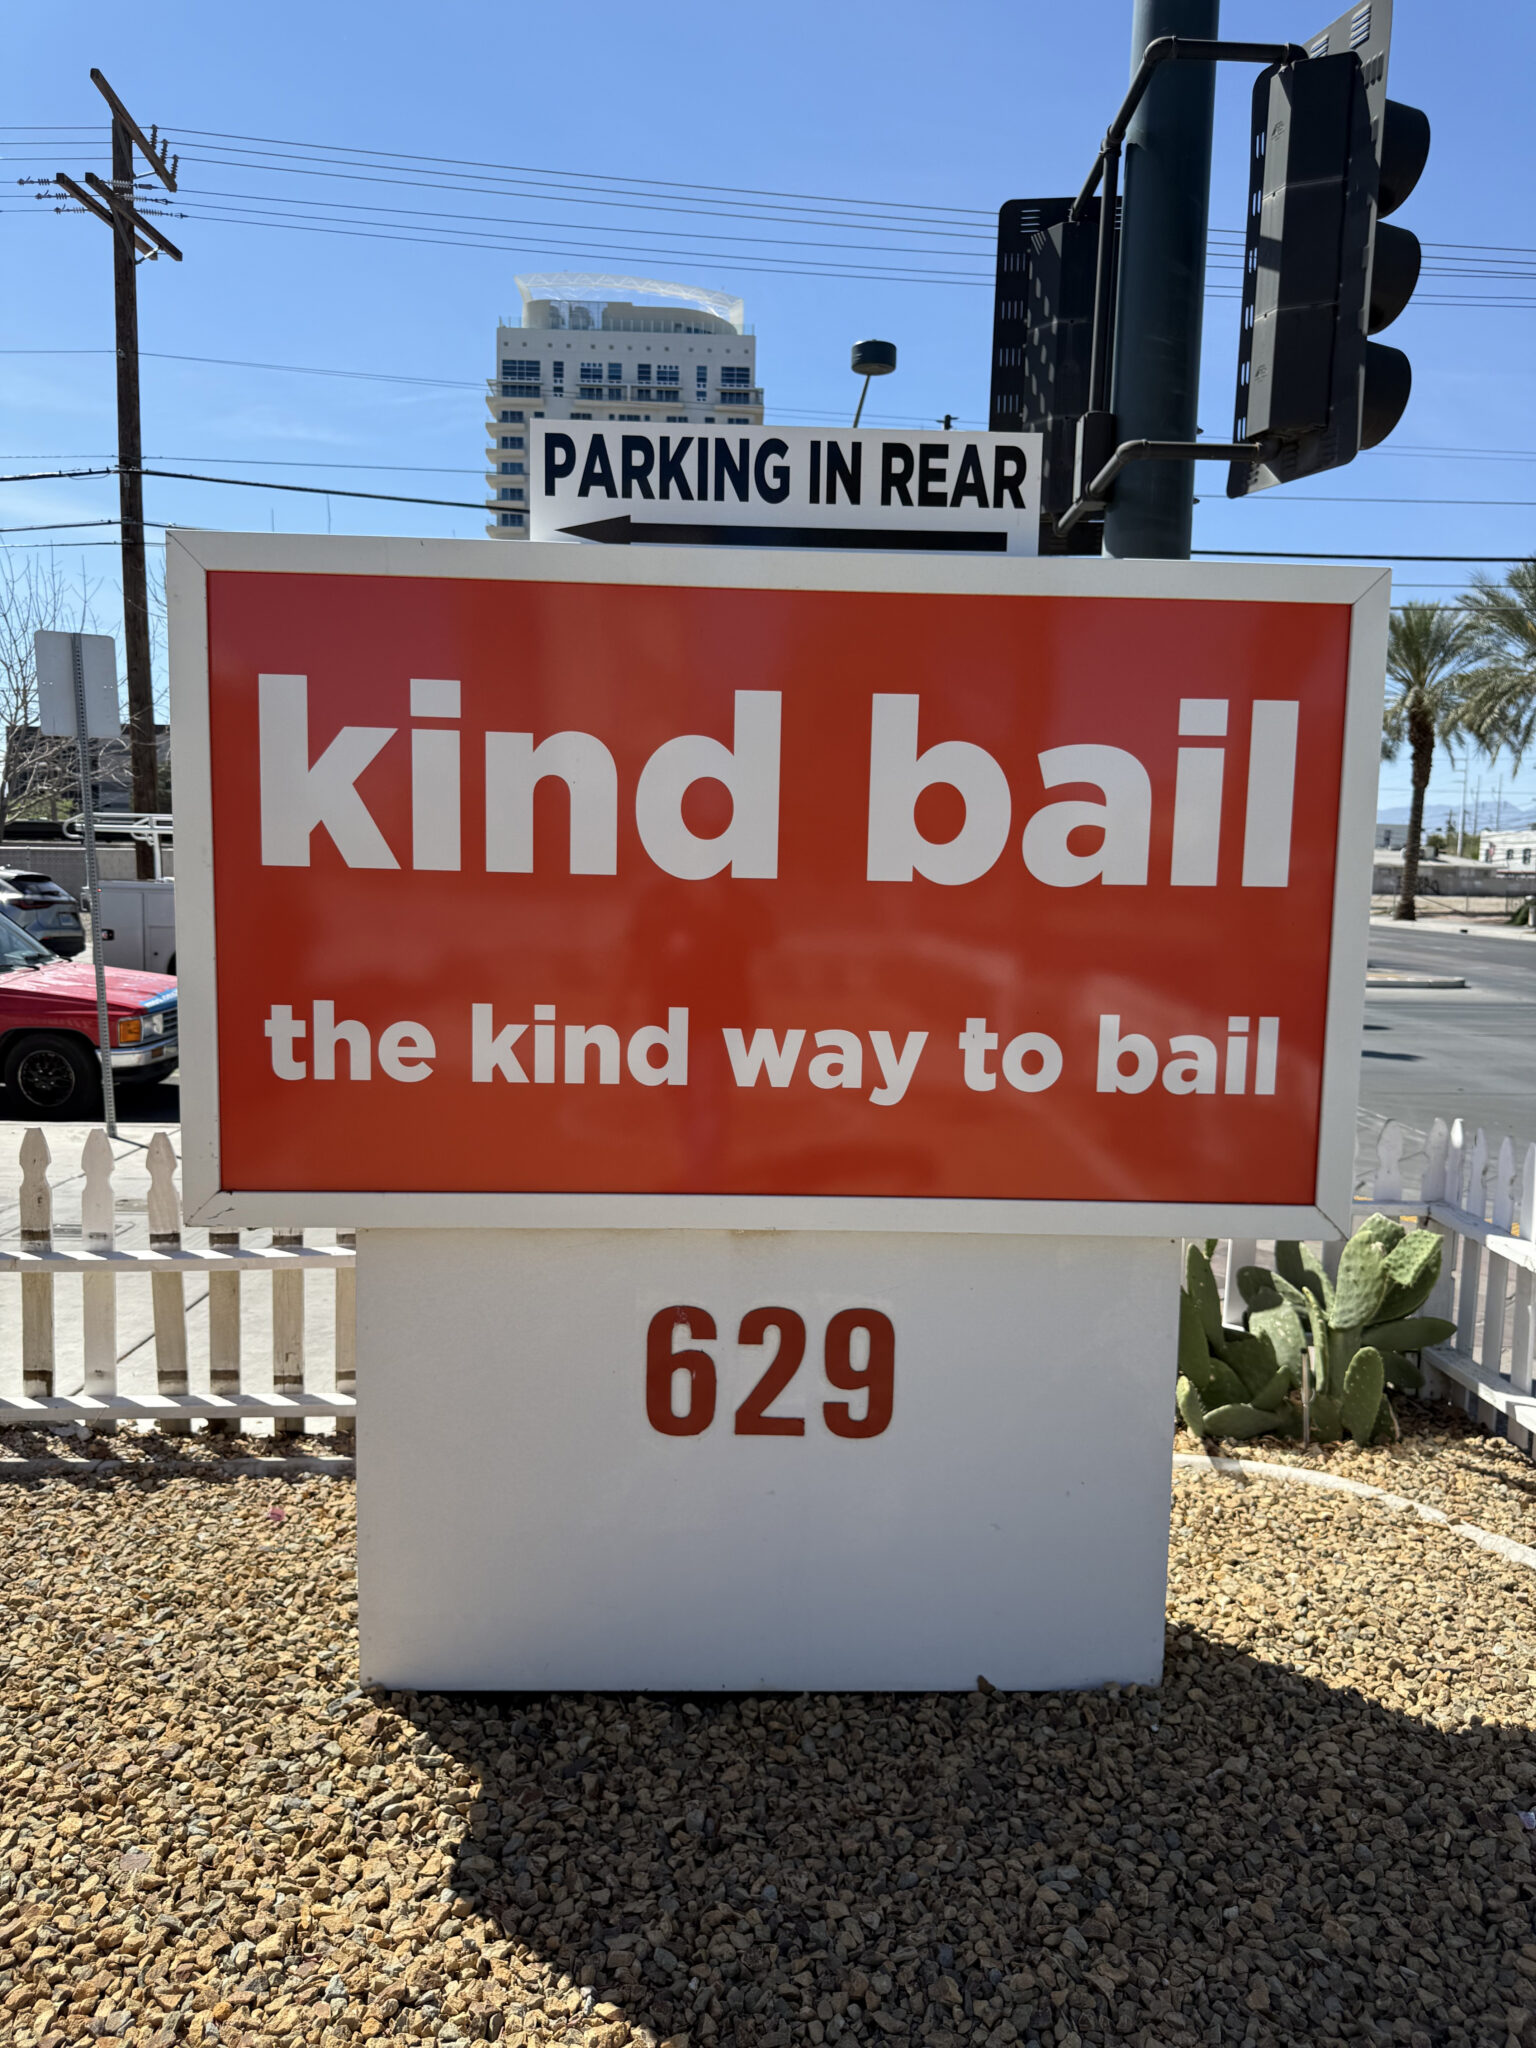 PARKING IN REAR
kind bail
the kind way to bail
629